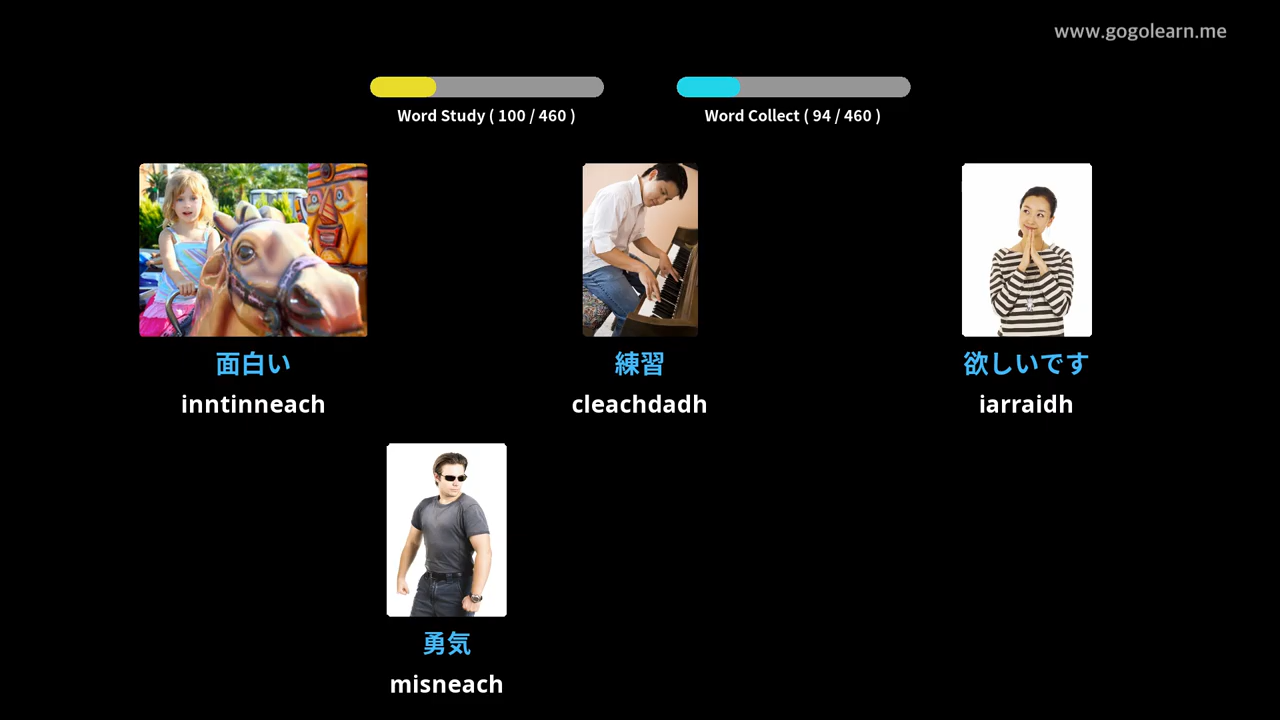 www.gogolearn.me
Word Study ( 100 / 460 )
Word Collect ( 94 / 460 )
面白い
inntinneach
練習
cleachdadh
欲しいです
iarraidh
勇気
misneach